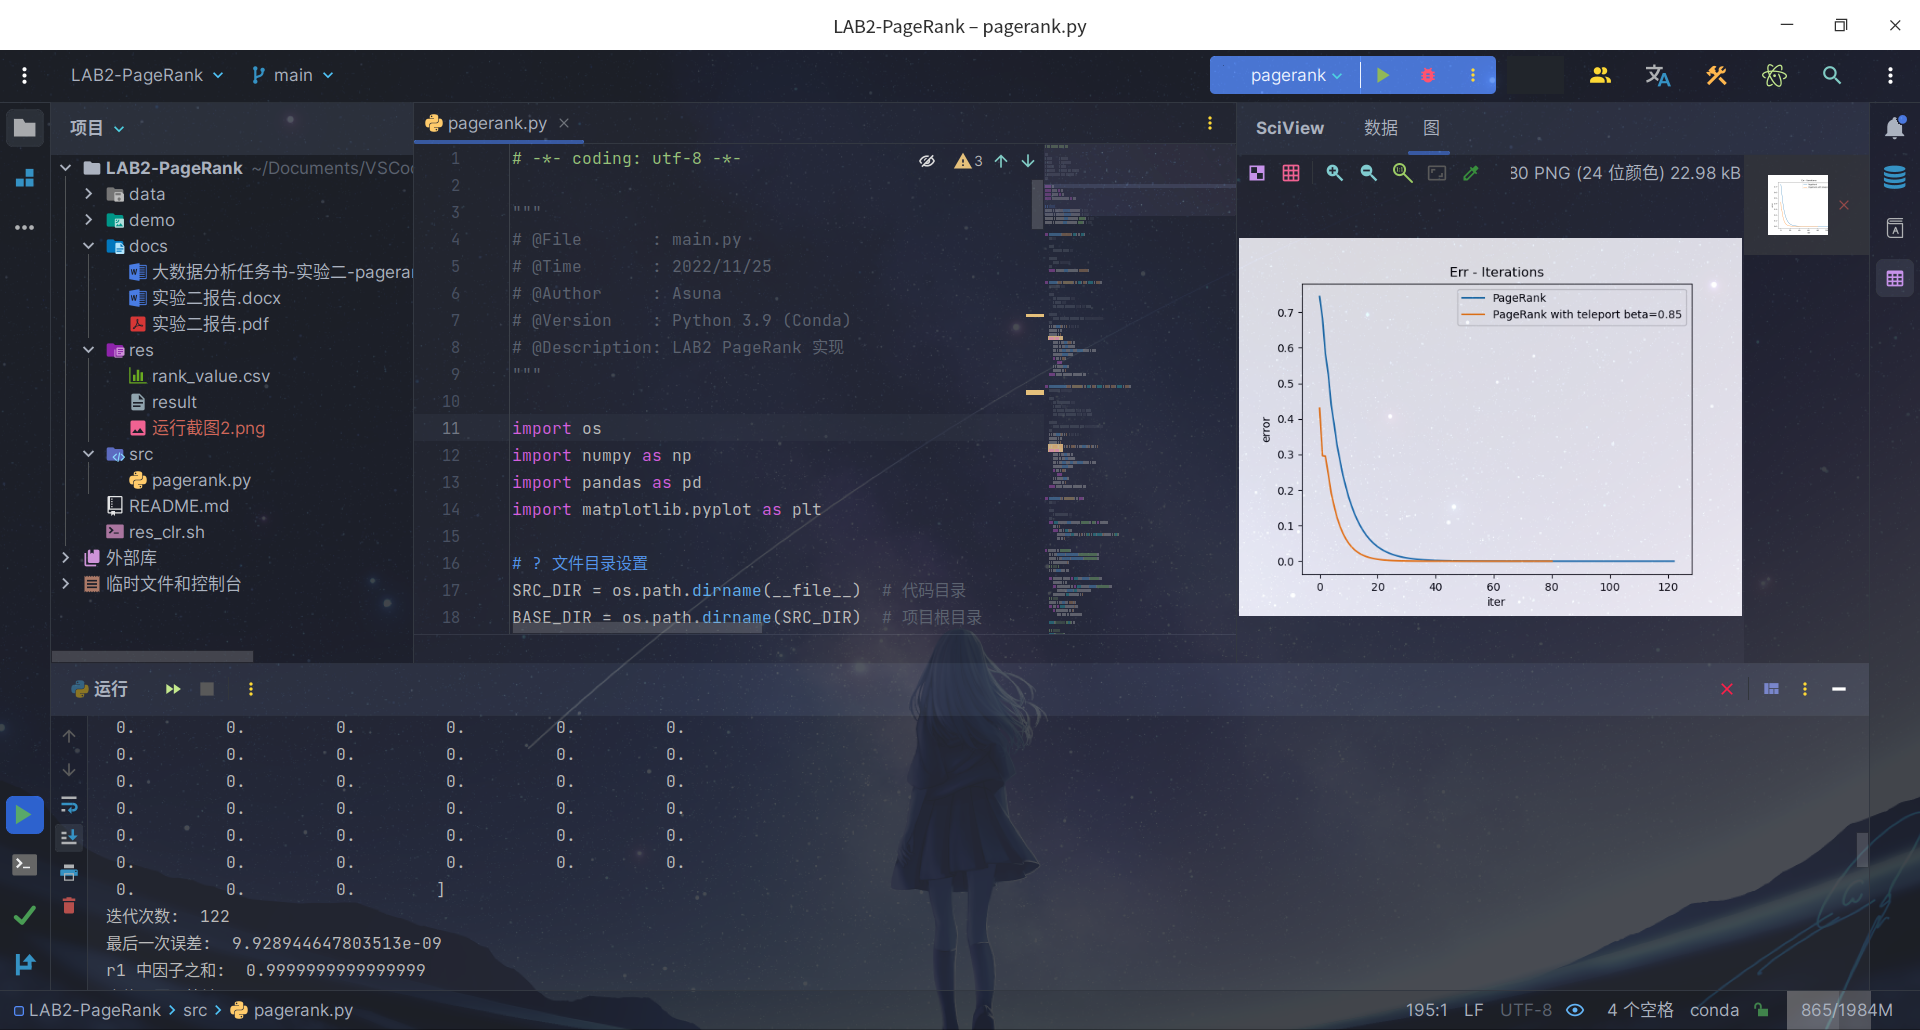 LAB2-PageRank – pagerank.py
LAB2-PageRank main pagerank
项目
LAB2-PageRank ~/Documents/VSCo
data
demo
docs
大数据分析任务书-实验二-pagera
实验二报告.docx
实验二报告.pdf
res
rank_value.csv
result
运行截图2.png
src
pagerank.py
README.md
res_clr.sh
外部库
临时文件和控制台
pagerank.py
3
1 # -*- coding: utf-8 -*-
2
3 """
4 # @File : main.py
5 # @Time : 2022/11/25
6 # @Author : Asuna
7 # @Version : Python 3.9 (Conda)
8 # @Description: LAB2 PageRank 实现
9 """
10
11 import os
12 import numpy as np
13 import pandas as pd
14 import matplotlib.pyplot as plt
15
16 # ? 文件目录设置
17 SRC_DIR = os.path.dirname(__file__) # 代码目录
18 BASE_DIR = os.path.dirname(SRC_DIR) # 项目根目录
SciView 数据 图
80 PNG (24 位颜色) 22.98 kB
Err - Iterations
PageRank
PageRank with teleport beta=0.85
0.7
0.6
0.5
0.4
0.3
0.2
0.1
0.0
error
0 20 40 60 80 100 120
iter
运行
0. 0. 0. 0. 0. 0.
0. 0. 0. 0. 0. 0.
0. 0. 0. 0. 0. 0.
0. 0. 0. 0. 0. 0.
0. 0. 0. 0. 0. 0.
0. 0. 0. 0. 0. 0.
0. 0. 0. ]
迭代次数: 122
最后一次误差: 9.928944647803513e-09
r1 中因子之和: 0.9999999999999999
LAB2-PageRank src pagerank.py
195:1 LF UTF-8 4 个空格 conda 865/1984M